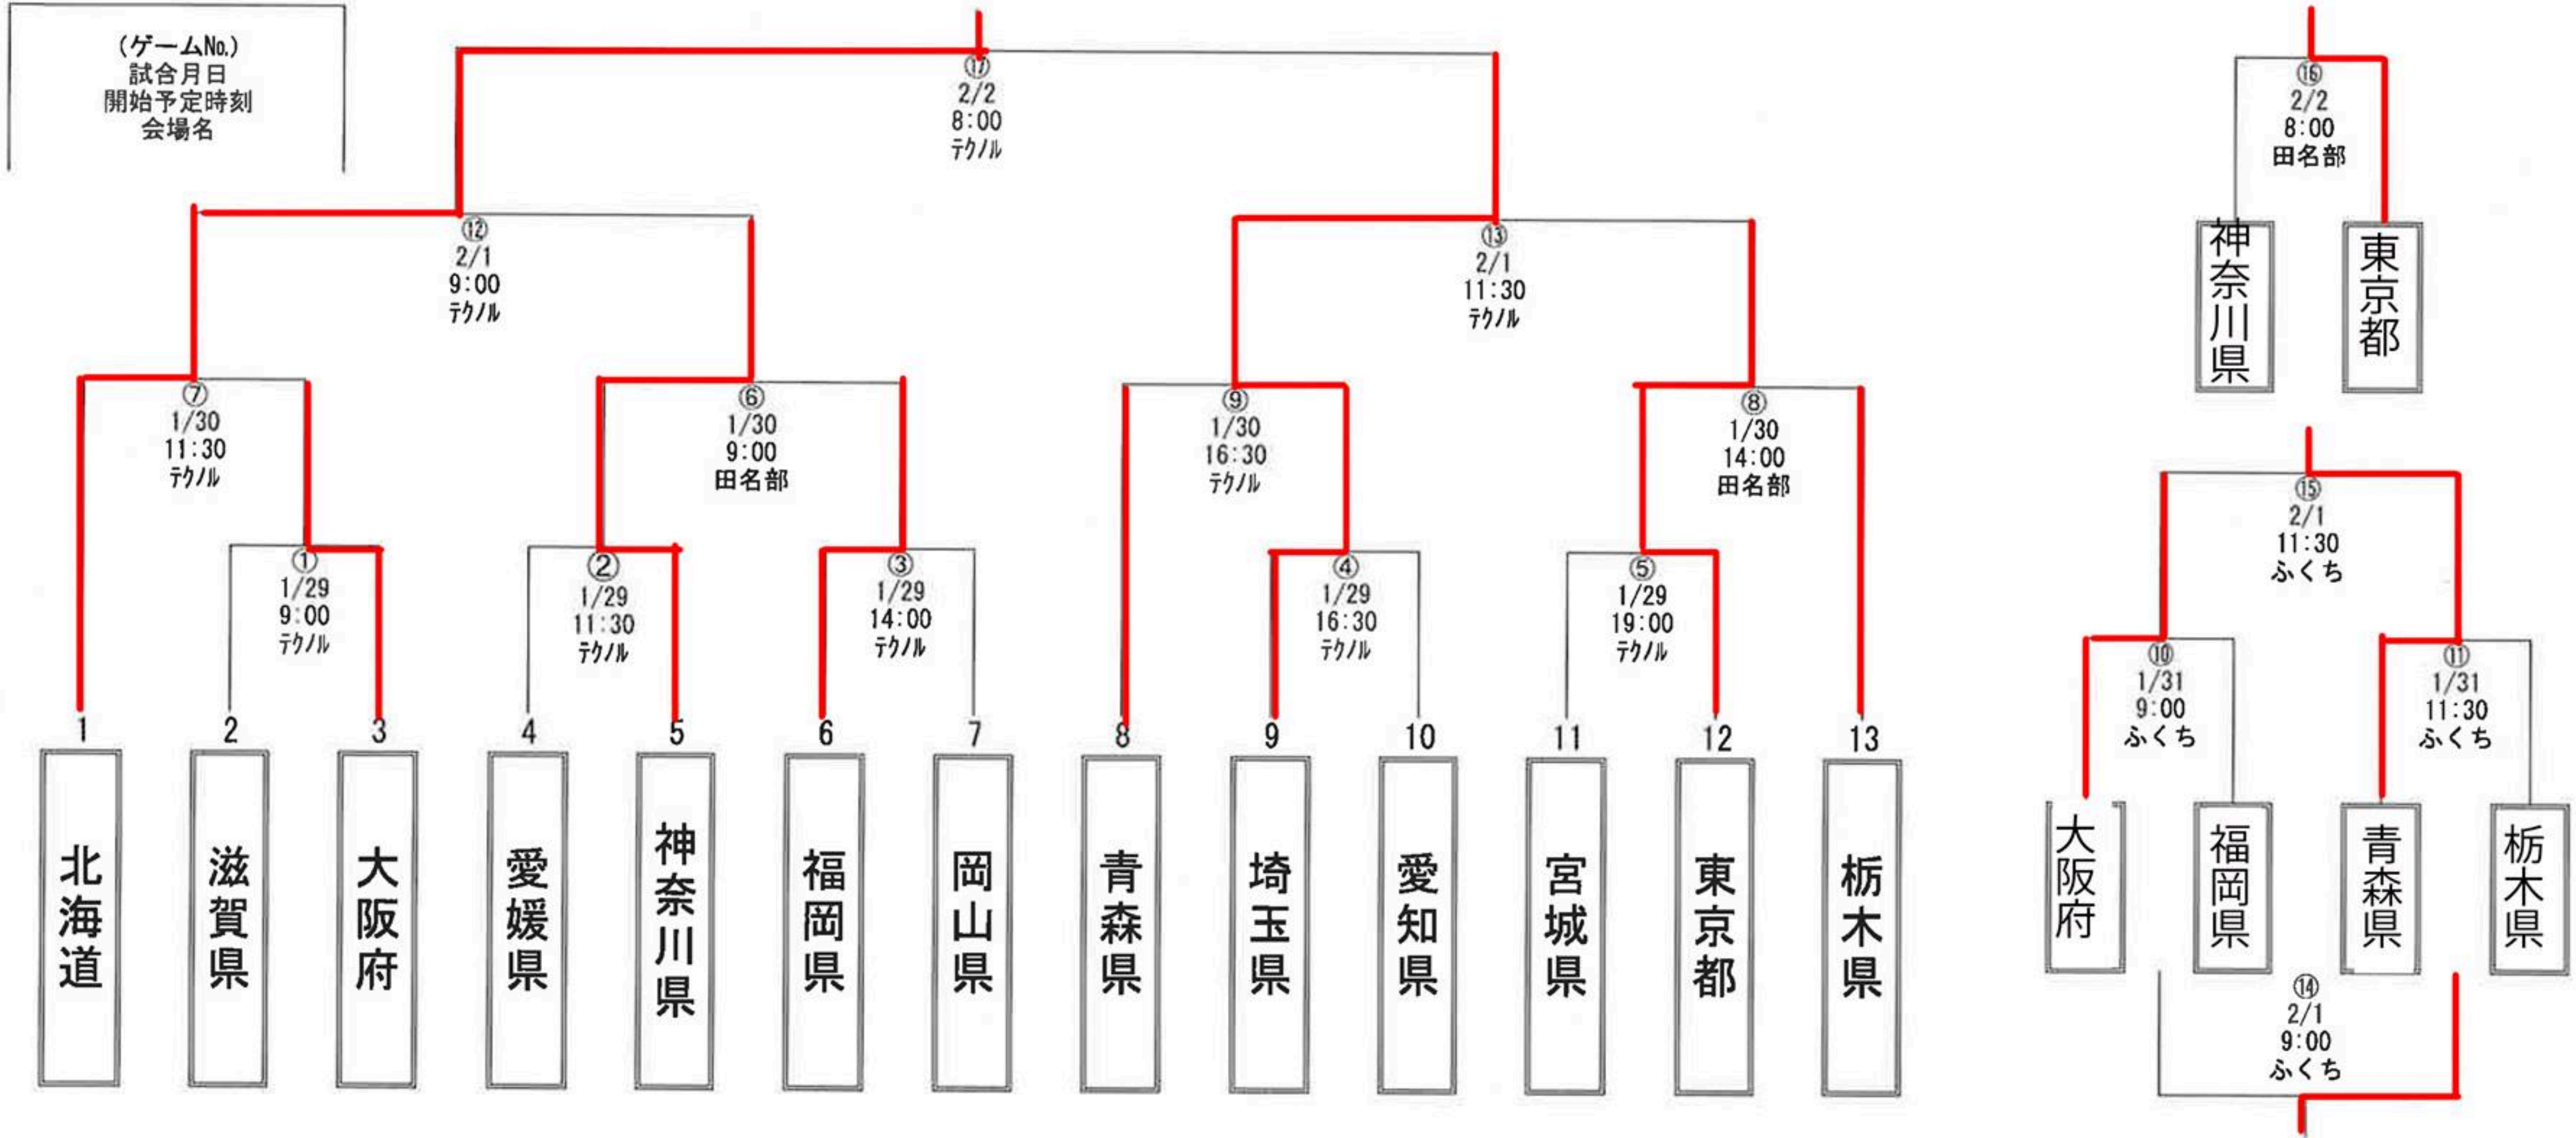 (ゲームNo.)
試合月日
開始予定時刻
会場名
⑰
2/2
8:00
ﾃｸﾉﾙ
⑫
2/1
9:00
ﾃｸﾉﾙ
⑬
2/1
11:30
ﾃｸﾉﾙ
⑦
1/30
11:30
ﾃｸﾉﾙ
⑥
1/30
9:00
田名部
⑨
1/30
16:30
ﾃｸﾉﾙ
⑧
1/30
14:00
田名部
①
1/29
9:00
ﾃｸﾉﾙ
②
1/29
11:30
ﾃｸﾉﾙ
③
1/29
14:00
ﾃｸﾉﾙ
④
1/29
16:30
ﾃｸﾉﾙ
⑤
1/29
19:00
ﾃｸﾉﾙ
1
2
3
4
5
6
7
8
9
10
11
12
13
北海道
滋賀県
大阪府
愛媛県
神奈川県
福岡県
岡山県
青森県
埼玉県
愛知県
宮城県
東京都
栃木県
⑯
2/2
8:00
田名部
神奈川県
東京都
⑮
2/1
11:30
ふくち
⑩
1/31
9:00
ふくち
⑪
1/31
11:30
ふくち
大阪府
福岡県
青森県
栃木県
⑭
2/1
9:00
ふくち